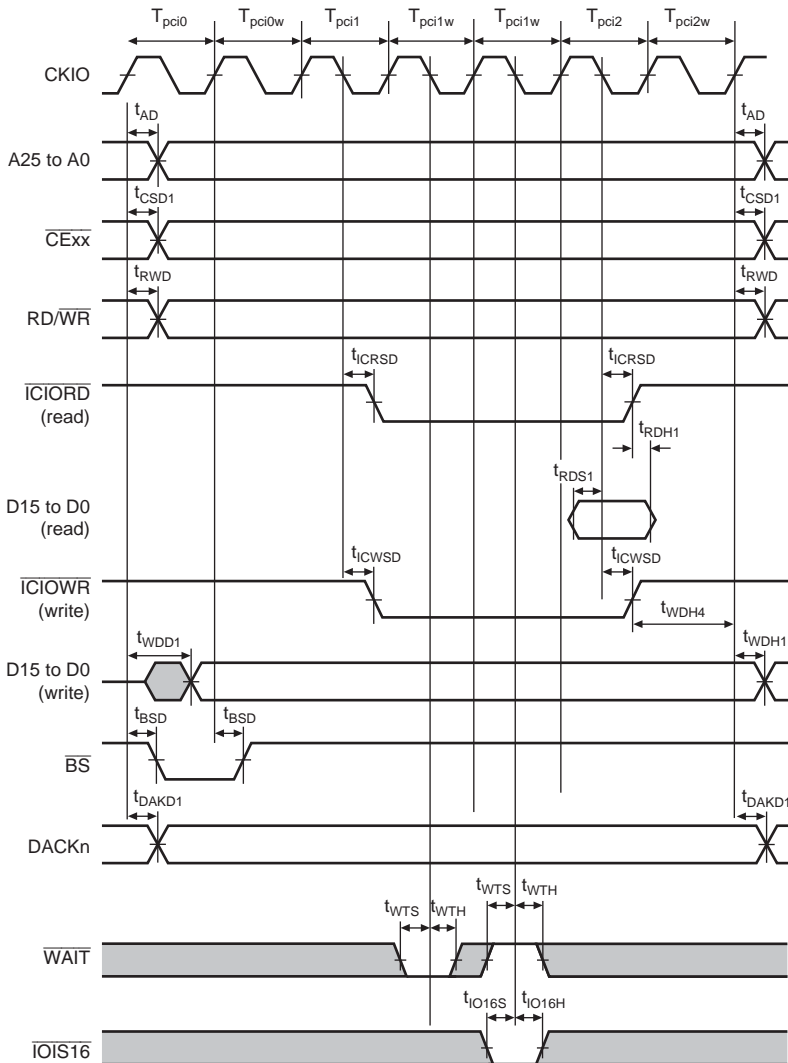 Tpci0 Tpci0w Tpci1 Tpci1w Tpci1w Tpci2 Tpci2w
CKIO
tAD tAD
A25 to A0
tCSD1 tCSD1
CExx
tRWD tRWD
RD/WR
tICRSD tICRSD
ICIORD
(read)
tRDH1
tRDS1
D15 to D0
(read)
tICWSD tICWSD
ICIOWR
(write)
tWDH4
tWDD1 tWDH1
D15 to D0
(write)
tBSD tBSD
BS
tDAKD1 tDAKD1
DACKn
tWTS tWTH tWTS tWTH
WAIT
tIO16S tIO16H
IOIS16